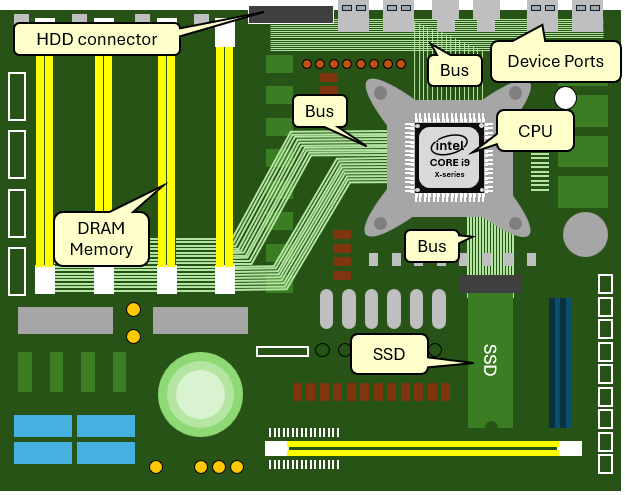 HDD connector
Bus
Device Ports
Bus
CPU
intel
CORE i9
X-series
DRAM
Memory
Bus
SSD
SSD